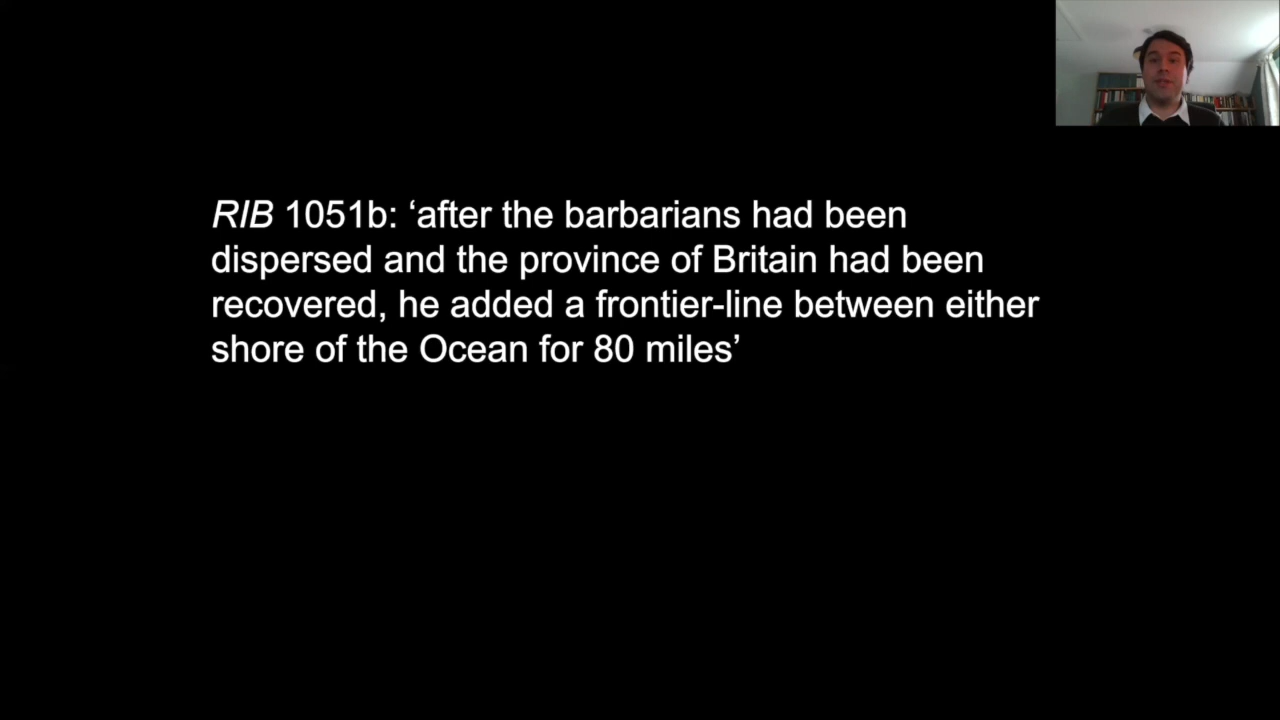 RIB 1051b: ‘after the barbarians had been
dispersed and the province of Britain had been
recovered, he added a frontier-line between either
shore of the Ocean for 80 miles’